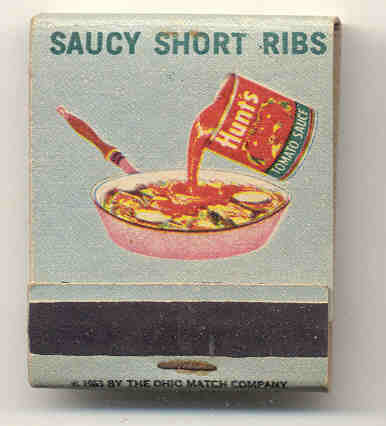 SAUCY SHORT RIBS
Hunt's
TOMATO SAUCE
© 1963 BY THE OHIO MATCH COMPANY